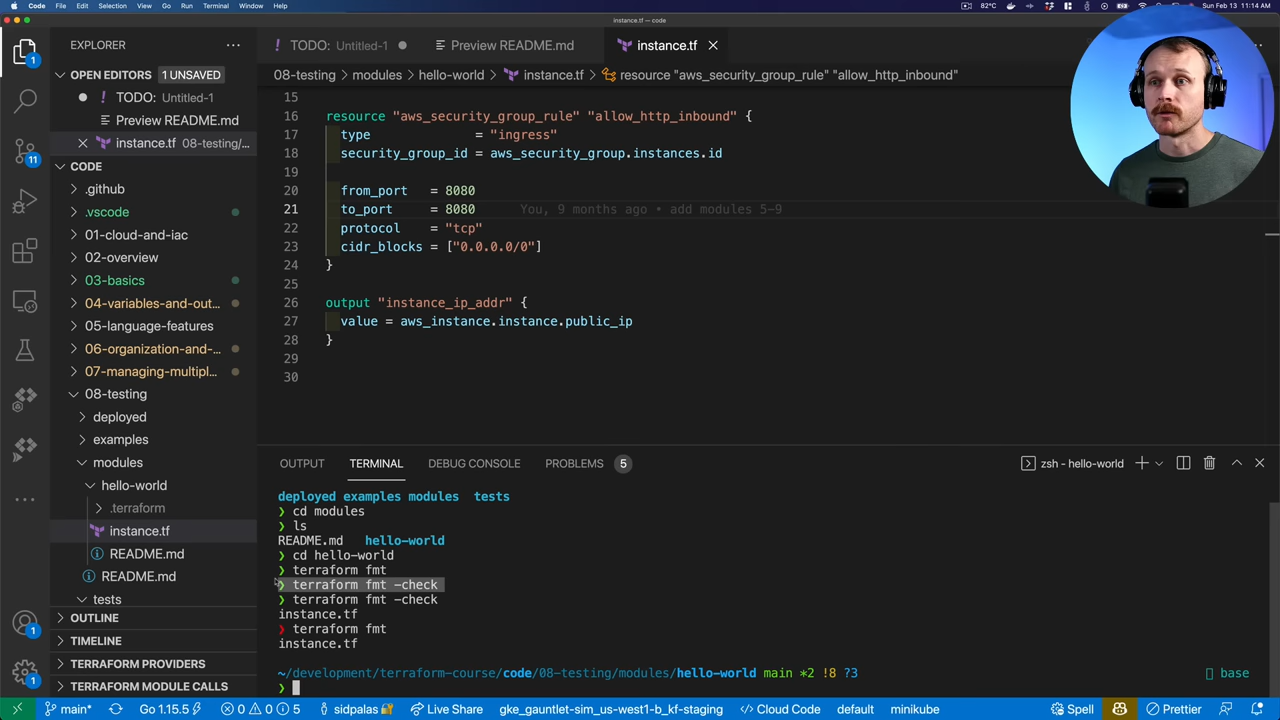 Code File Edit Selection View Go Run Terminal Window Help
82°C
Sun Feb 13 11:14 AM
instance.tf — code
EXPLORER
TODO: Untitled-1
Preview README.md
instance.tf
OPEN EDITORS 1 UNSAVED
08-testing > modules > hello-world > instance.tf > resource "aws_security_group_rule" "allow_http_inbound"
TODO: Untitled-1
Preview README.md
instance.tf 08-testing/...
CODE
.github
.vscode
01-cloud-and-iac
02-overview
03-basics
04-variables-and-out...
05-language-features
06-organization-and-...
07-managing-multipl...
08-testing
deployed
examples
modules
hello-world
.terraform
instance.tf
README.md
README.md
tests
OUTLINE
TIMELINE
TERRAFORM PROVIDERS
TERRAFORM MODULE CALLS
1
11
1
1
15
16 resource "aws_security_group_rule" "allow_http_inbound" {
17 type = "ingress"
18 security_group_id = aws_security_group.instances.id
19
20 from_port = 8080
21 to_port = 8080 You, 9 months ago • add modules 5-9
22 protocol = "tcp"
23 cidr_blocks = ["0.0.0.0/0"]
24 }
25
26 output "instance_ip_addr" {
27 value = aws_instance.instance.public_ip
28 }
29
30
OUTPUT TERMINAL DEBUG CONSOLE PROBLEMS 5
zsh - hello-world
deployed examples modules tests
❯ cd modules
❯ ls
README.md hello-world
❯ cd hello-world
❯ terraform fmt
❯ terraform fmt -check
❯ terraform fmt -check
instance.tf
❯ terraform fmt
instance.tf
~/development/terraform-course/code/08-testing/modules/hello-world main *2 !8 ?3
base
❯
main* Go 1.15.5 0 0 5 sidpalas Live Share gke_gauntlet-sim_us-west1-b_kf-staging Cloud Code default minikube Spell Prettier